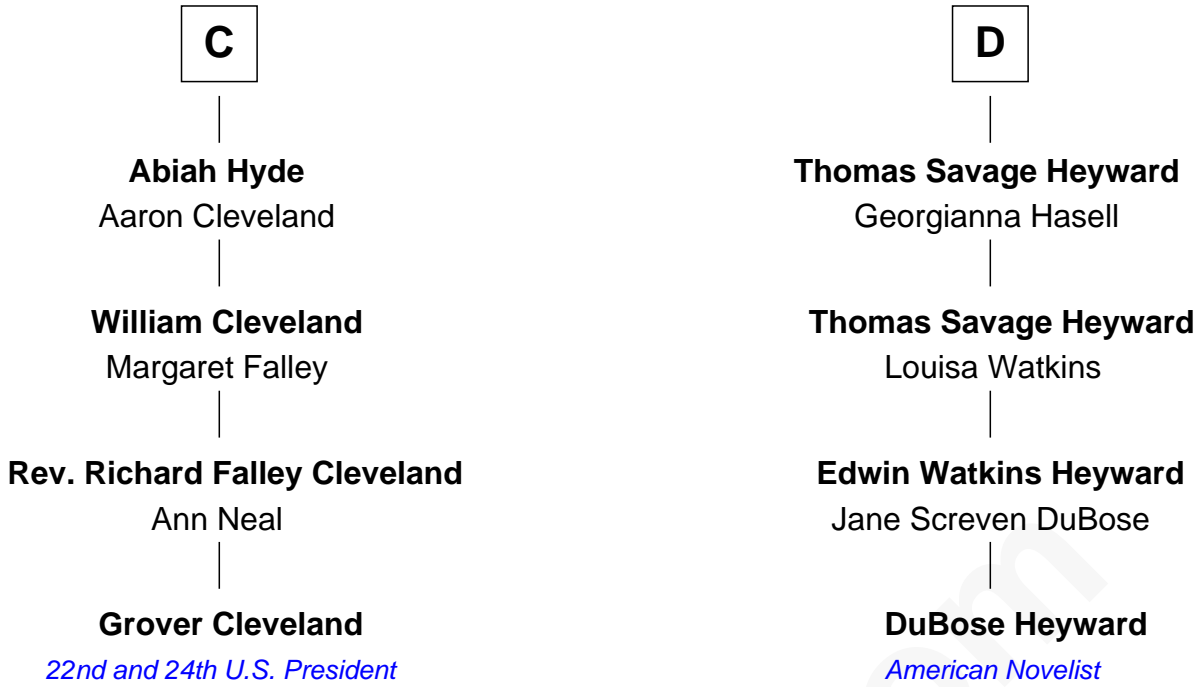 C
Abiah Hyde
Aaron Cleveland
William Cleveland
Margaret Falley
Rev. Richard Falley Cleveland
Ann Neal
Grover Cleveland
22nd and 24th U.S. President
D
Thomas Savage Heyward
Georgianna Hasell
Thomas Savage Heyward
Louisa Watkins
Edwin Watkins Heyward
Jane Screven DuBose
DuBose Heyward
American Novelist